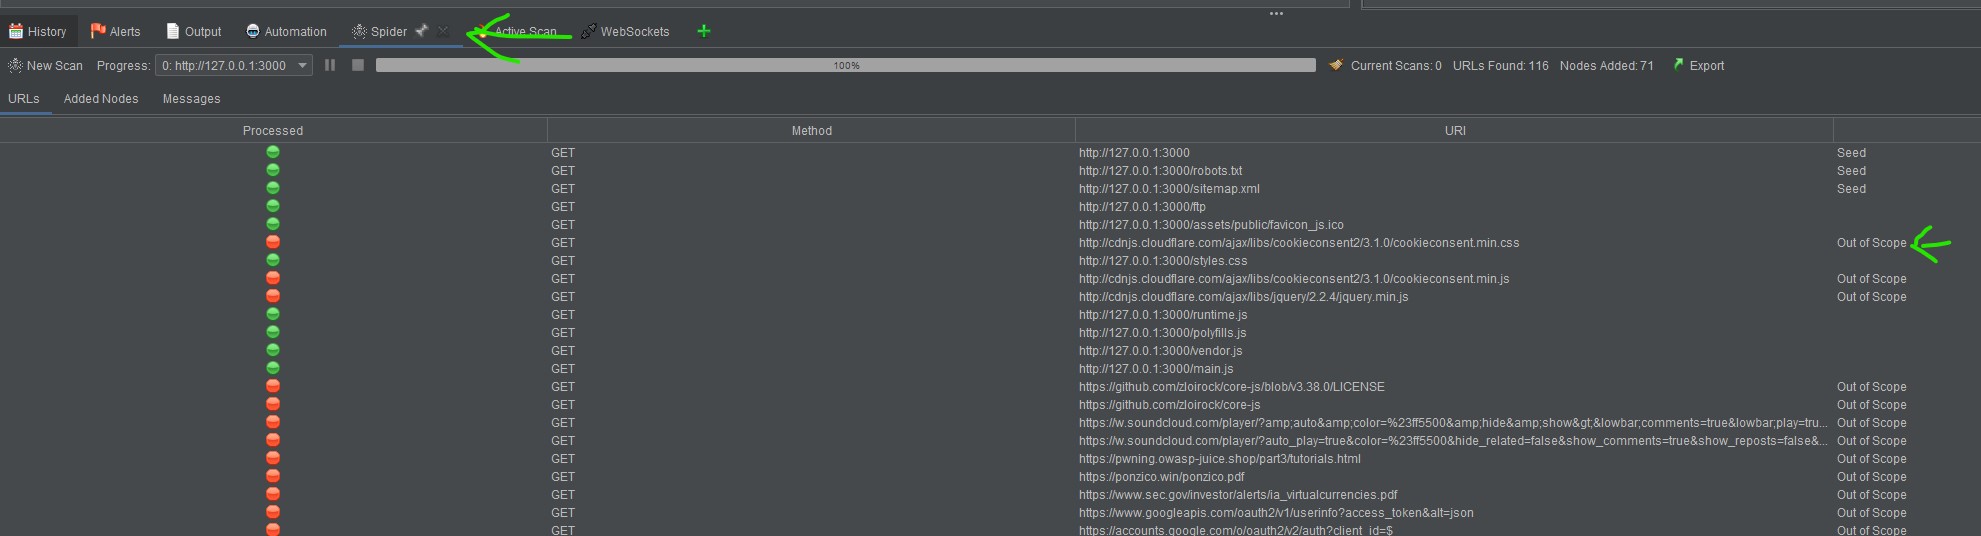 History Alerts Output Automation Spider Active Scan WebSockets
New Scan Progress: 0: http://127.0.0.1:3000 100% Current Scans: 0 URLs Found: 116 Nodes Added: 71 Export
URLs Added Nodes Messages
Processed Method URI
GET http://127.0.0.1:3000 Seed
GET http://127.0.0.1:3000/robots.txt Seed
GET http://127.0.0.1:3000/sitemap.xml Seed
GET http://127.0.0.1:3000/ftp
GET http://127.0.0.1:3000/assets/public/favicon_js.ico
GET http://cdnjs.cloudflare.com/ajax/libs/cookieconsent2/3.1.0/cookieconsent.min.css Out of Scope
GET http://127.0.0.1:3000/styles.css
GET http://cdnjs.cloudflare.com/ajax/libs/cookieconsent2/3.1.0/cookieconsent.min.js Out of Scope
GET http://cdnjs.cloudflare.com/ajax/libs/jquery/2.2.4/jquery.min.js Out of Scope
GET http://127.0.0.1:3000/runtime.js
GET http://127.0.0.1:3000/polyfills.js
GET http://127.0.0.1:3000/vendor.js
GET http://127.0.0.1:3000/main.js
GET https://github.com/zloirock/core-js/blob/v3.38.0/LICENSE Out of Scope
GET https://github.com/zloirock/core-js Out of Scope
GET https://w.soundcloud.com/player/?amp;auto&amp;color=%23ff5500&amp;hide&amp;show&gt;&lowbar;comments=true&lowbar;play=tru... Out of Scope
GET https://w.soundcloud.com/player/?auto_play=true&color=%23ff5500&hide_related=false&show_comments=true&show_reposts=false&... Out of Scope
GET https://pwning.owasp-juice.shop/part3/tutorials.html Out of Scope
GET https://ponzico.win/ponzico.pdf Out of Scope
GET https://www.sec.gov/investor/alerts/ia_virtualcurrencies.pdf Out of Scope
GET https://www.googleapis.com/oauth2/v1/userinfo?access_token&alt=json Out of Scope
GET https://accounts.google.com/o/oauth2/v2/auth?client_id=$ Out of Scope